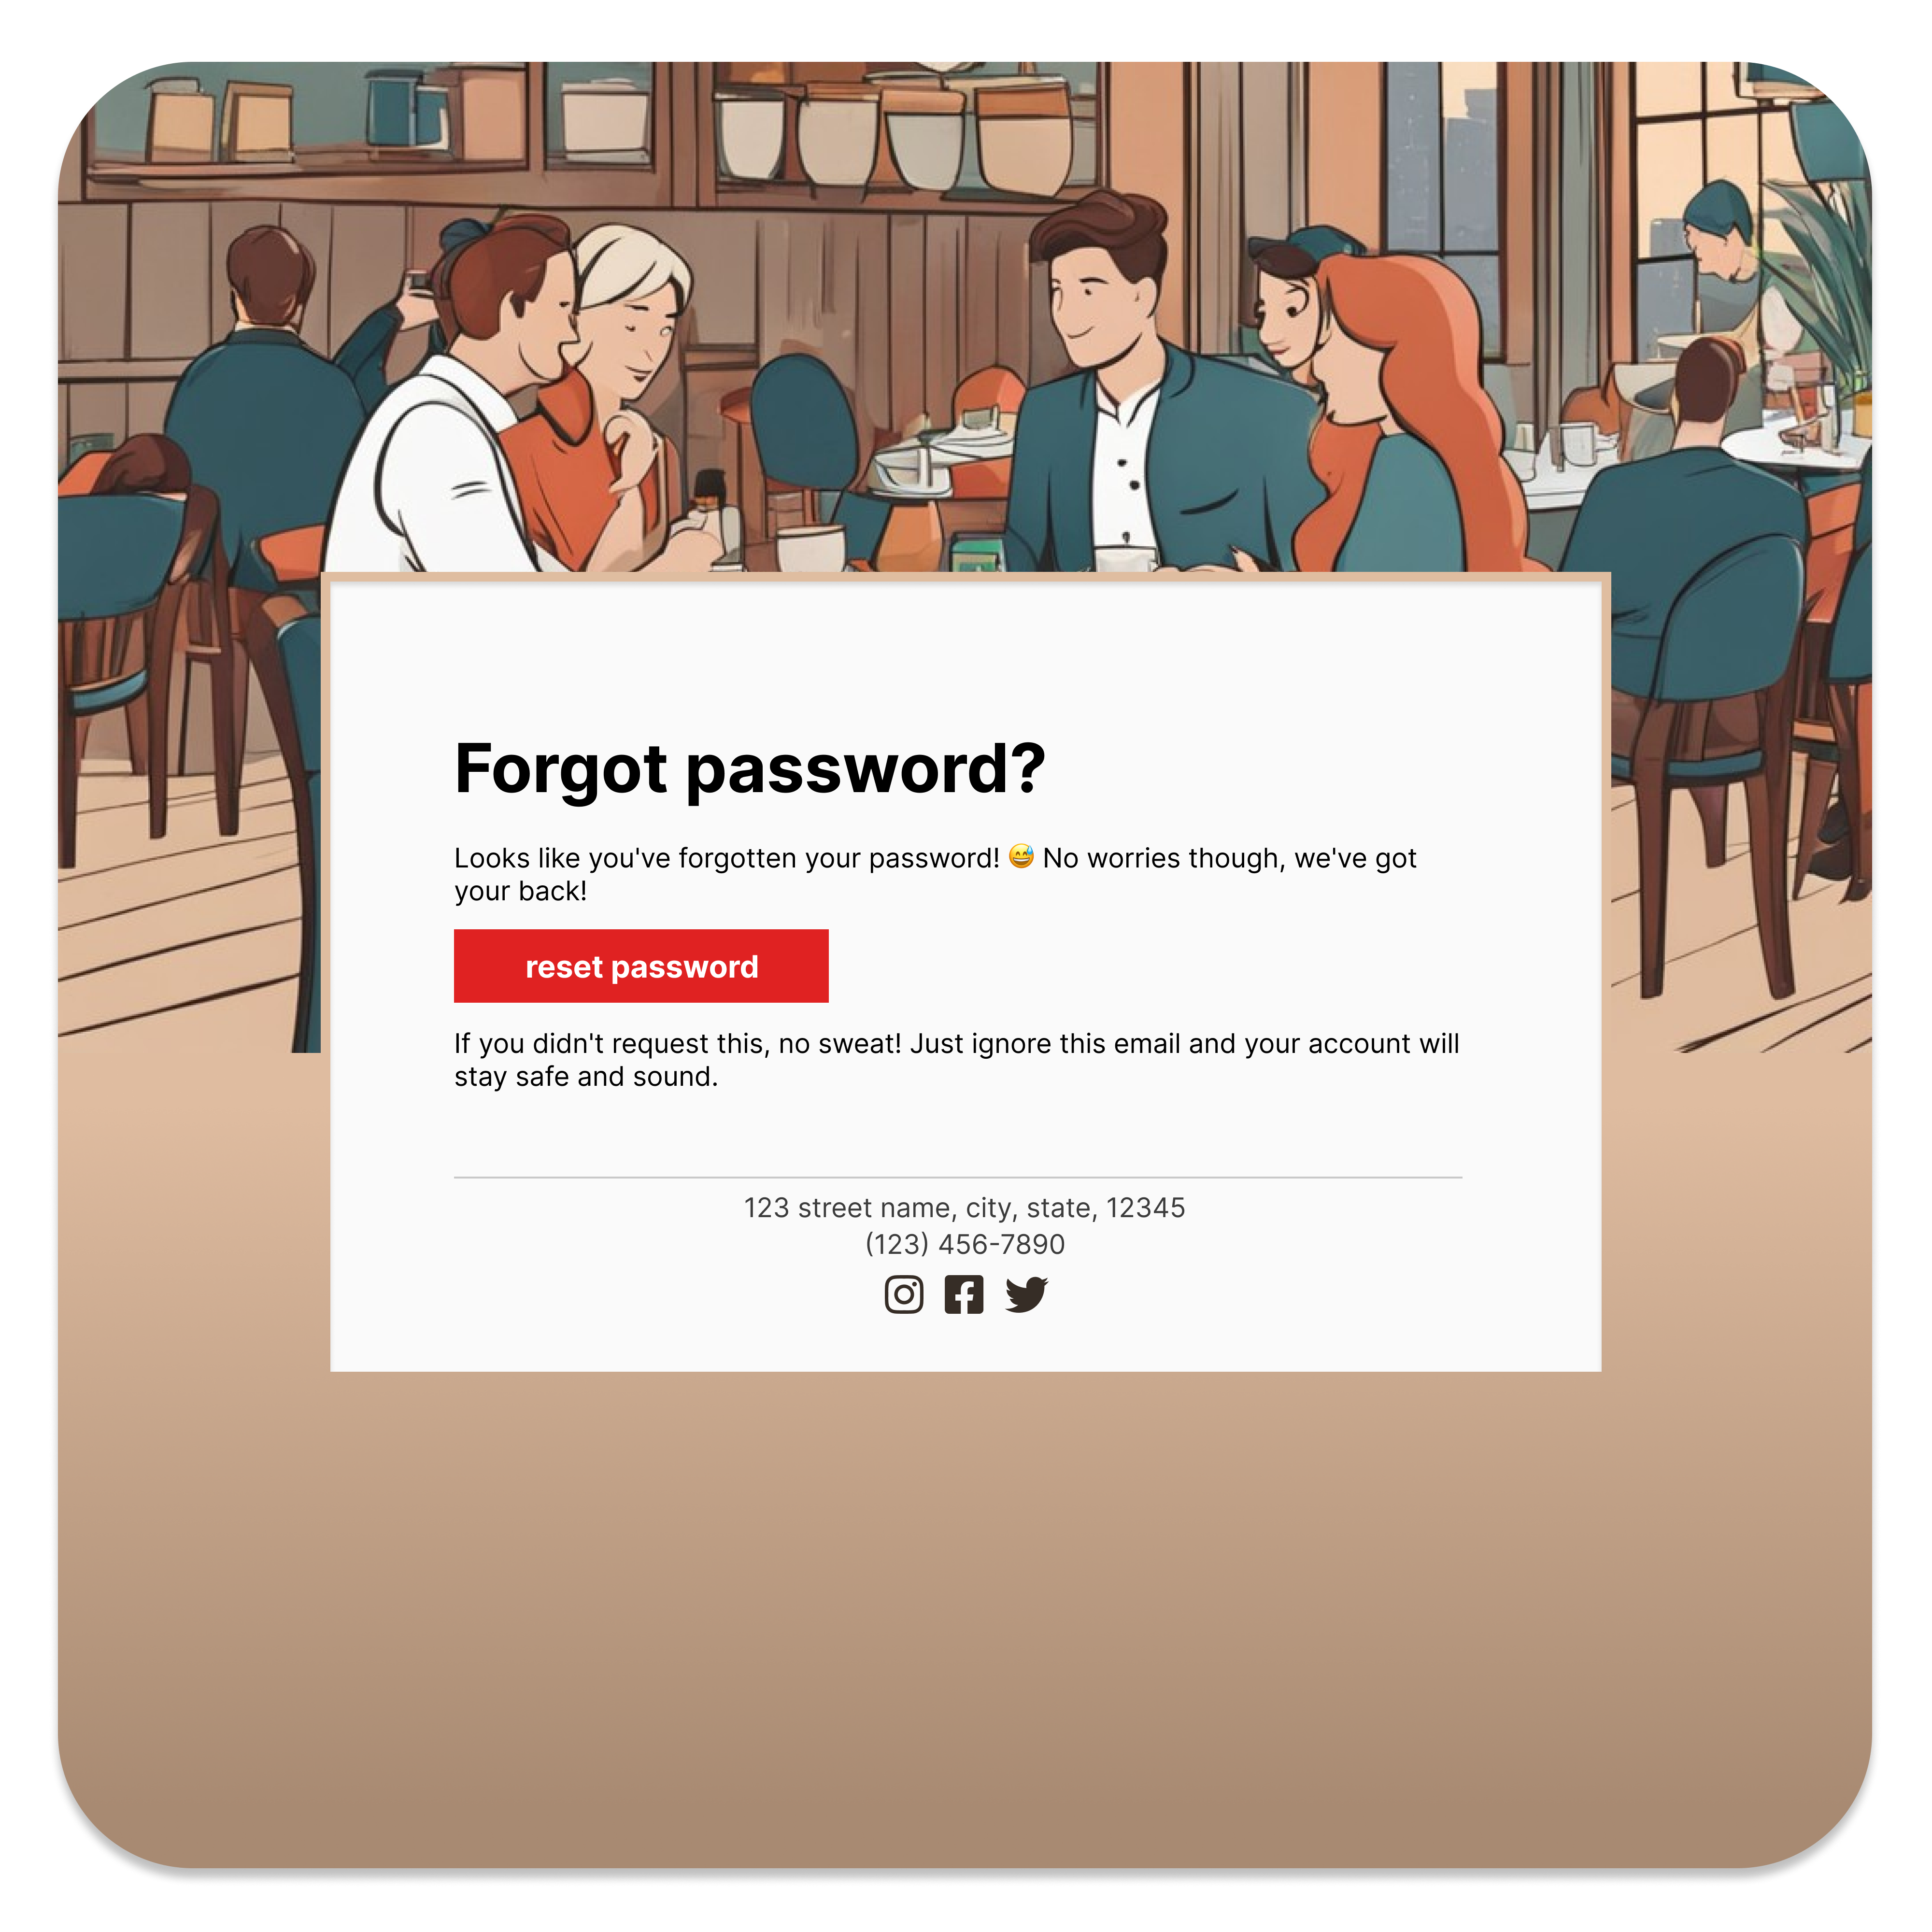 Forgot password?
Looks like you've forgotten your password! 😅 No worries though, we've got
your back!
reset password
If you didn't request this, no sweat! Just ignore this email and your account will
stay safe and sound.
123 street name, city, state, 12345
(123) 456-7890